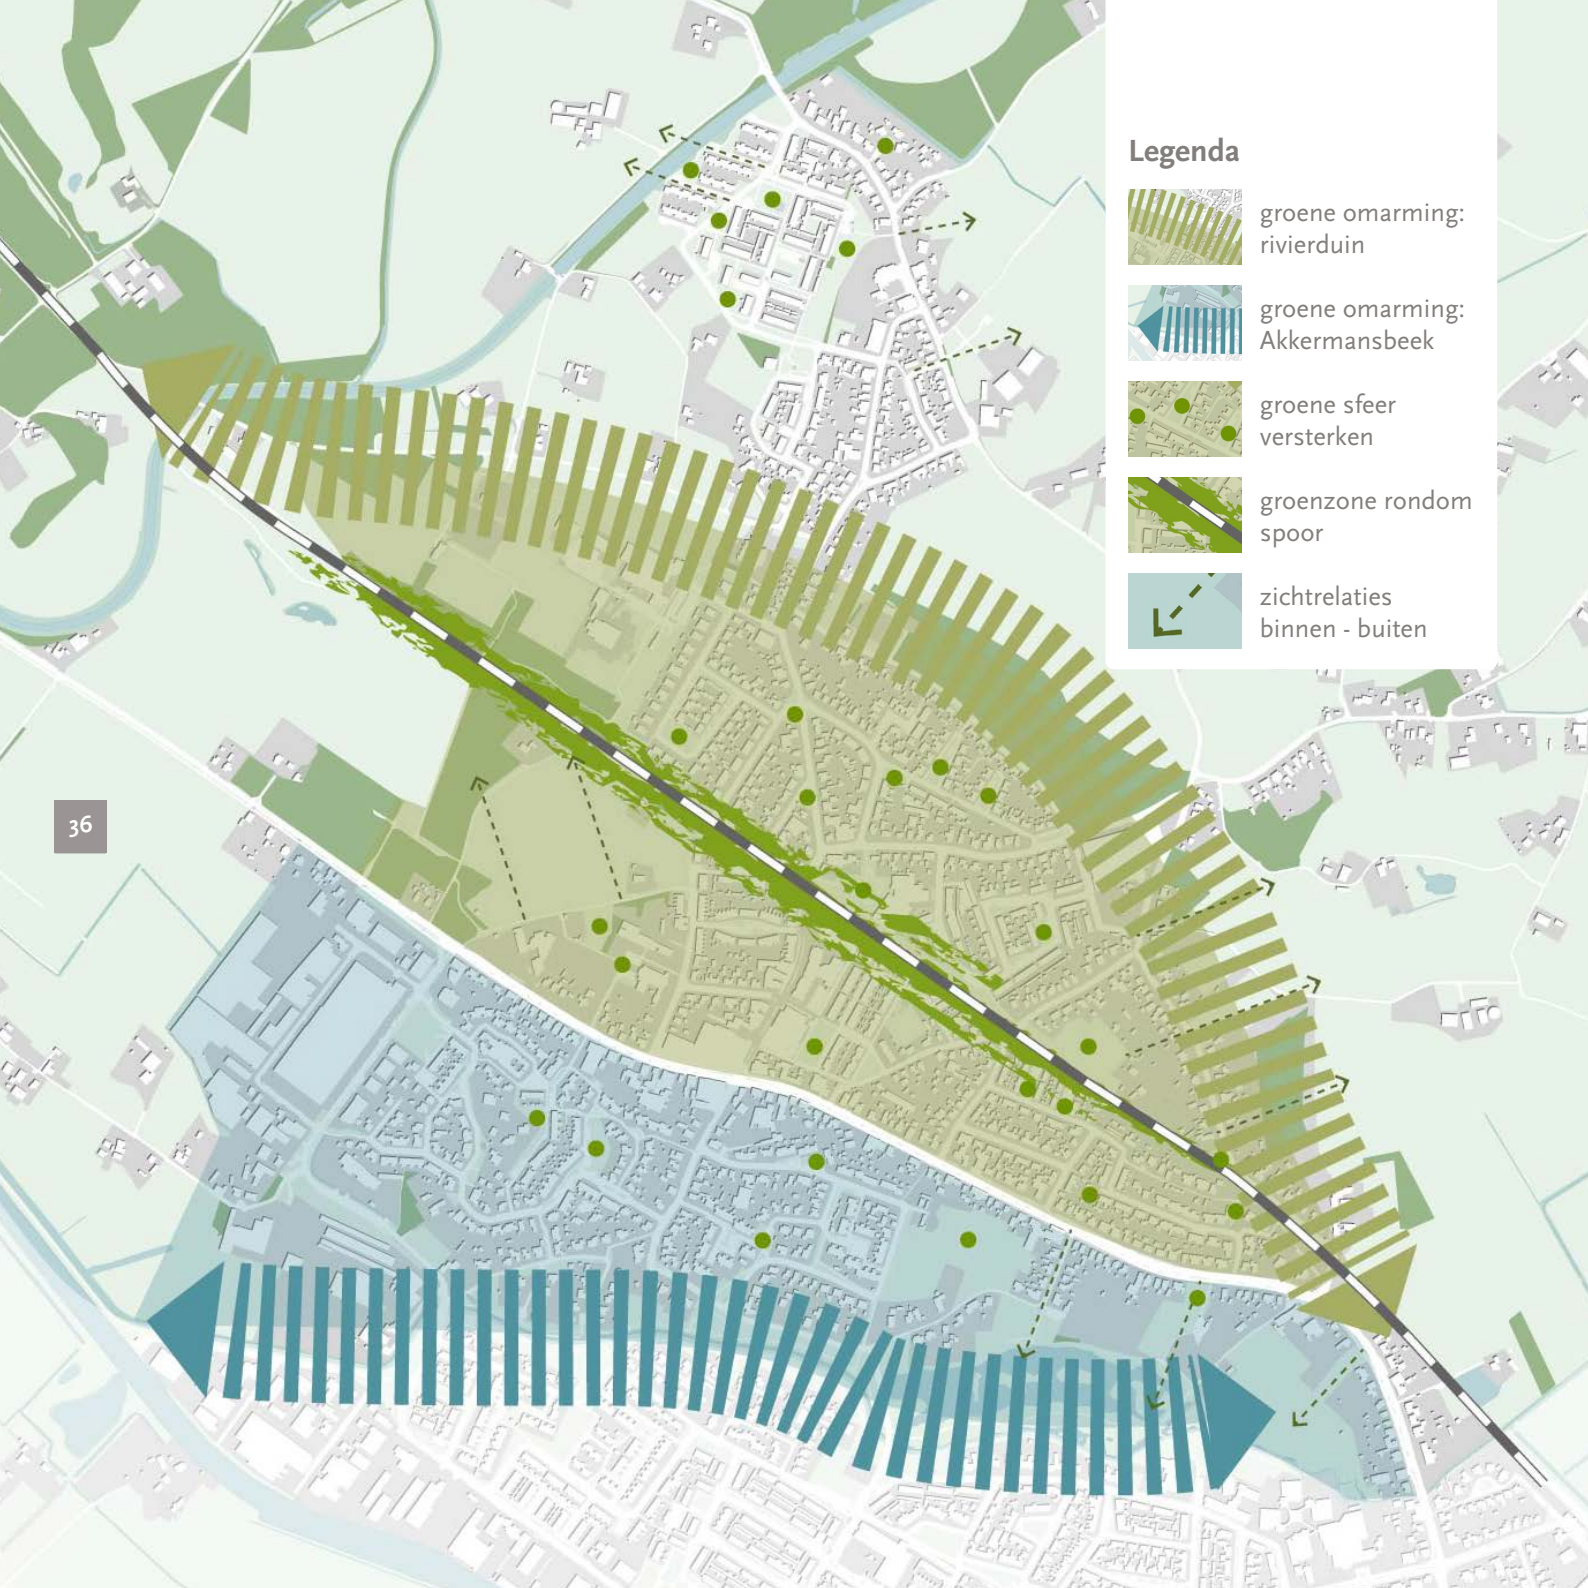 Legenda
groene omarming:
rivierduin
groene omarming:
Akkermansbeek
groene sfeer
versterken
groenzone rondom
spoor
zichtrelaties
binnen - buiten
36